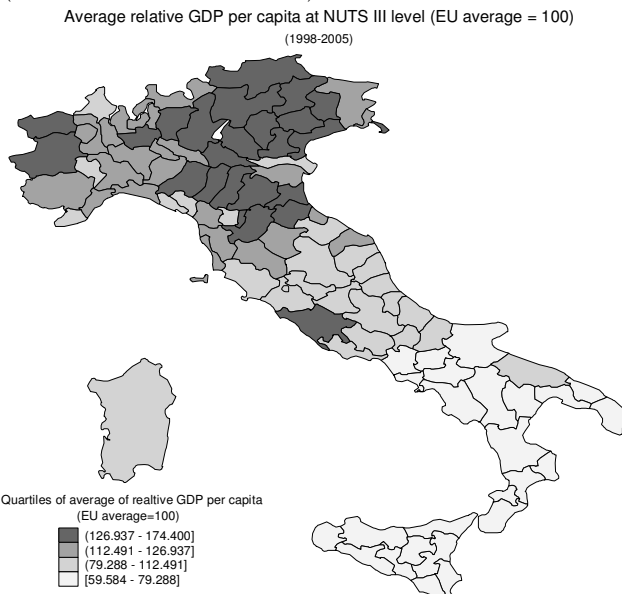 Average relative GDP per capita at NUTS III level (EU average = 100)
(1998-2005)
Quartiles of average of realtive GDP per capita
(EU average=100)
(126.937 - 174.400]
(112.491 - 126.937]
(79.288 - 112.491]
[59.584 - 79.288]